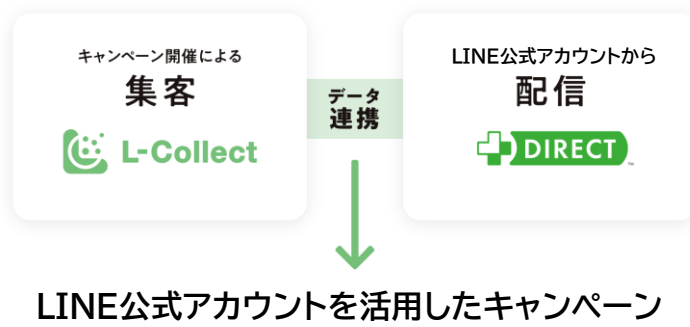 キャンペーン開催による
集客
L-Collect
データ
連携
LINE公式アカウントから
配信
DIRECT
™
LINE公式アカウントを活用したキャンペーン